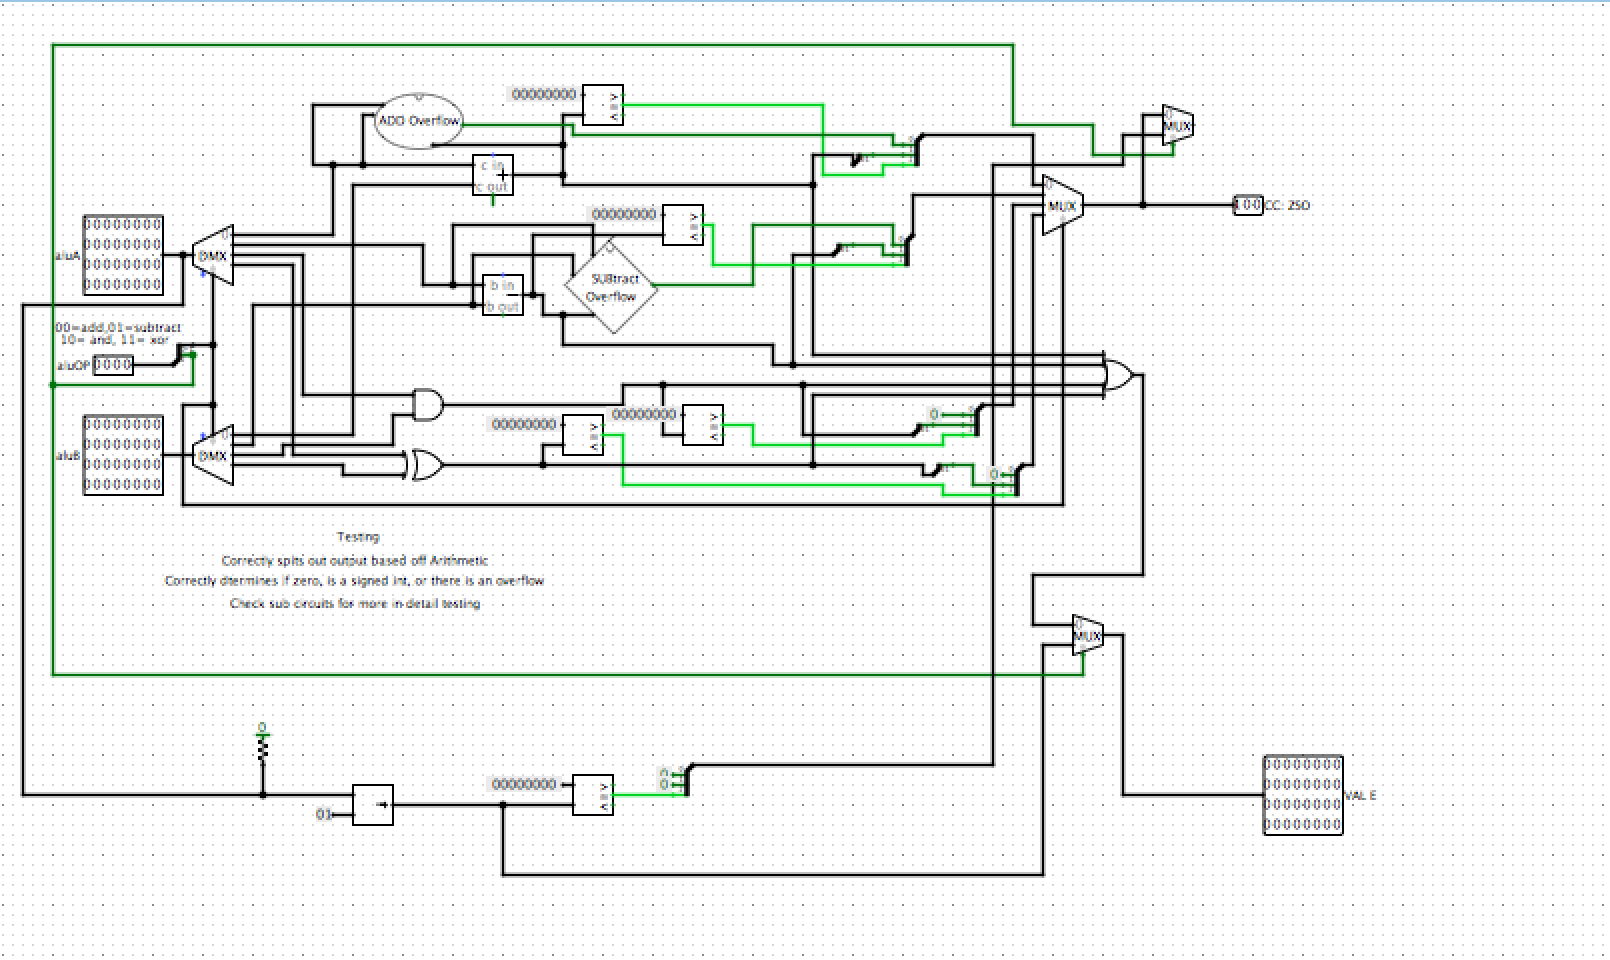 00000000
ADD Overflow
MUX
c in
c out
00000000
MUX
100 CC: ZSO
00000000
00000000
00000000
00000000
aluA
DMX
SUBtract
Overflow
b in
b out
00=add,01=subtract
10= and, 11= xor
aluOP 0000
00000000
00000000
0
00000000
00000000
00000000
00000000
aluB
DMX
0
Testing
Correctly spits out output based off Arithmetic
Correctly dtermines if zero, is a signed int, or there is an overflow
Check sub circuits for more in detail testing
MUX
0
00000000
0
0
01
00000000
00000000
00000000
00000000
VAL E